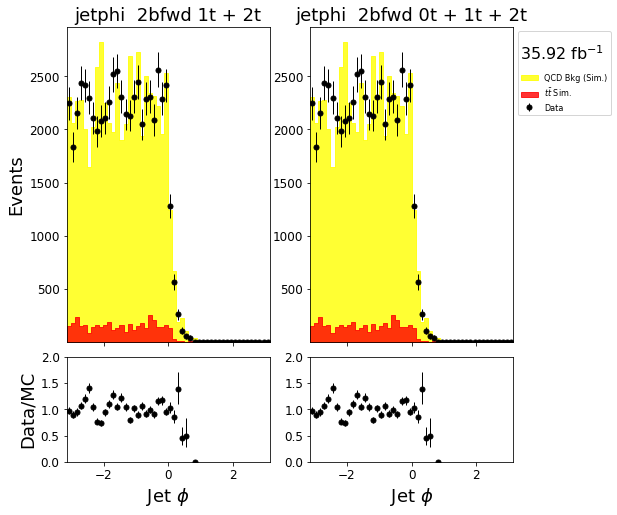 jetphi  2bfwd 1t + 2t
jetphi  2bfwd 0t + 1t + 2t
35.92 fb⁻¹
QCD Bkg (Sim.)
tt̄ Sim.
Data
Events
2500
2000
1500
1000
500
2500
2000
1500
1000
500
Data/MC
2.0
1.5
1.0
0.5
0.0
2.0
1.5
1.0
0.5
0.0
−2 0 2
−2 0 2
Jet ϕ
Jet ϕ